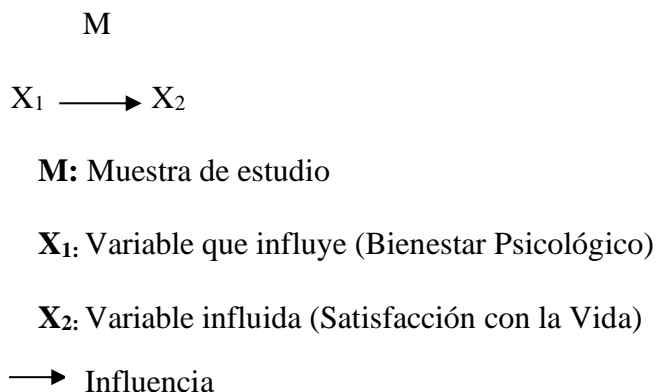 M
X₁ → X₂
M: Muestra de estudio
X₁: Variable que influye (Bienestar Psicológico)
X₂: Variable influida (Satisfacción con la Vida)
→ Influencia